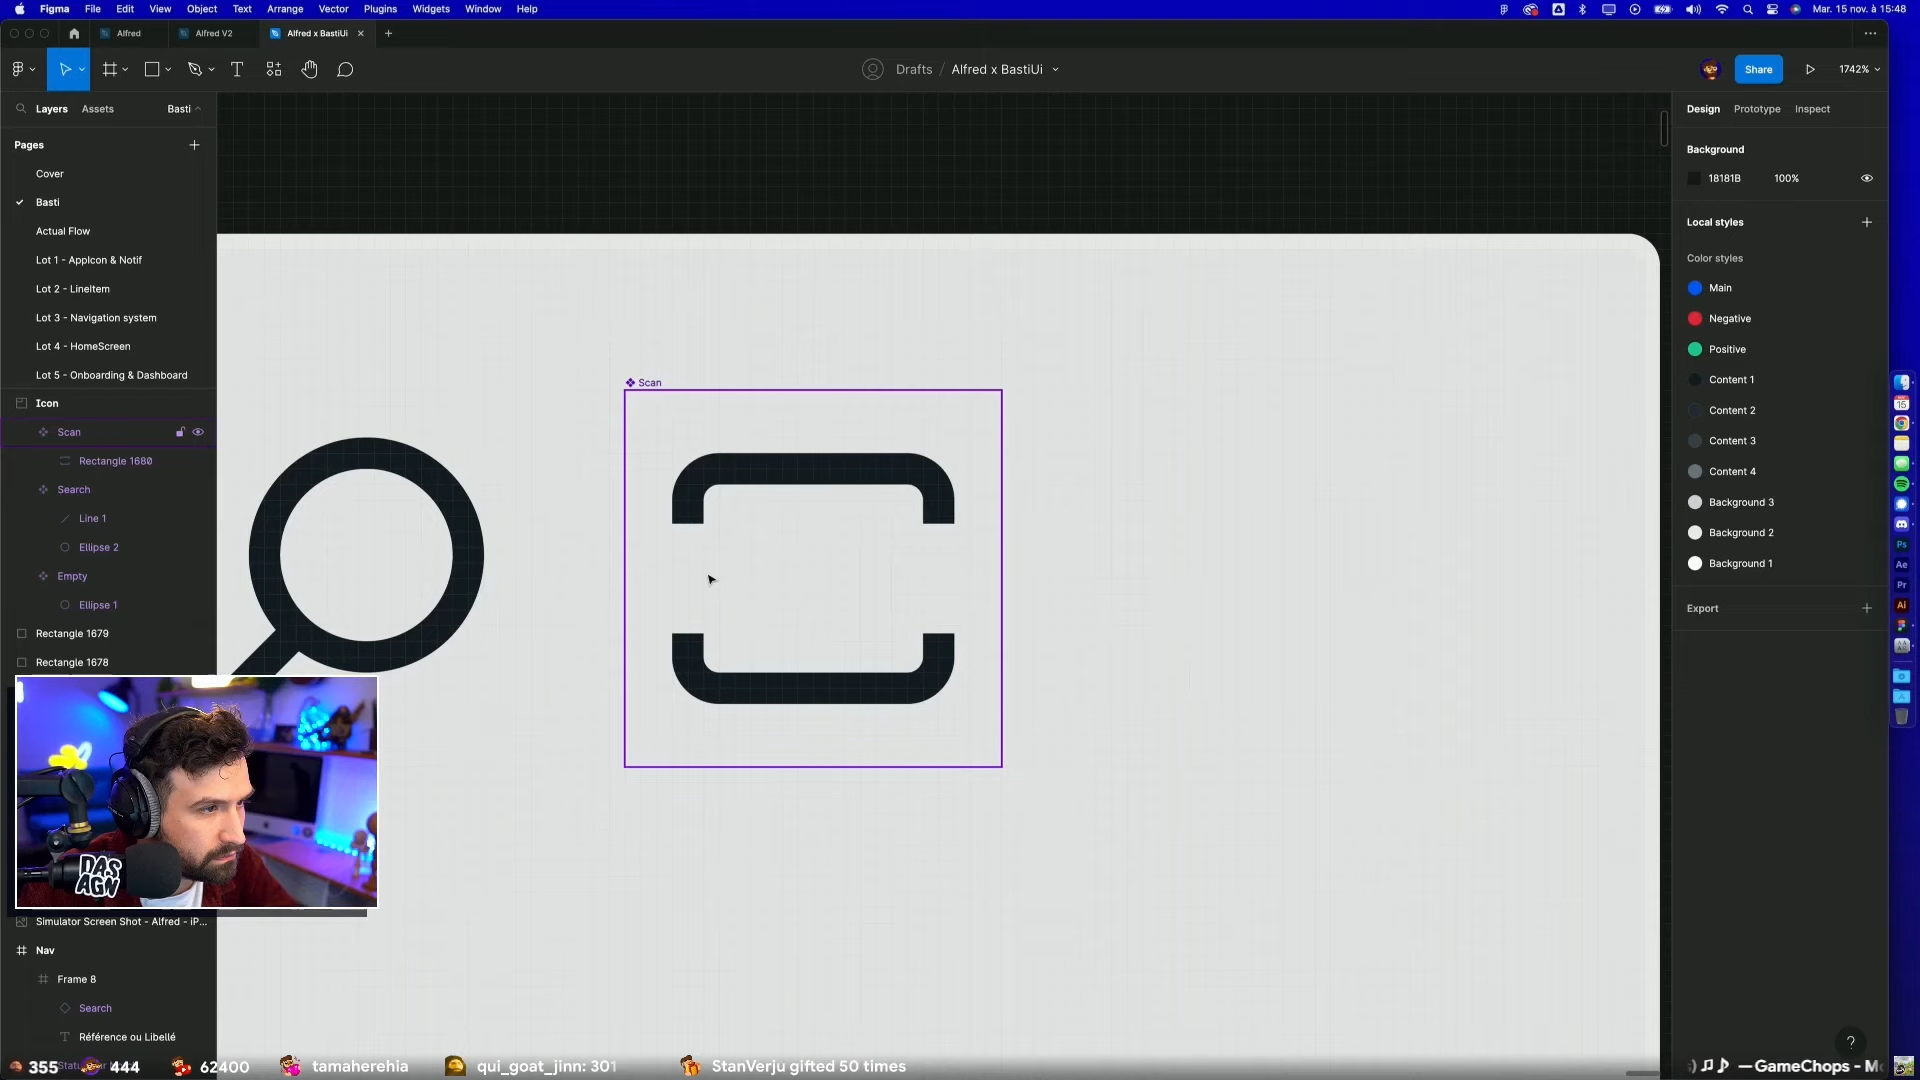 Figma File Edit View Object Text Arrange Vector Plugins Widgets Window Help
Mar. 15 nov. à 15:48
Alfred
Alfred V2
Alfred x BastiUi
Drafts / Alfred x BastiUi
Share
1742%
Layers Assets Basti
Pages
Cover
Basti
Actual Flow
Lot 1 - AppIcon & Notif
Lot 2 - LineItem
Lot 3 - Navigation system
Lot 4 - HomeScreen
Lot 5 - Onboarding & Dashboard
Icon
Scan
Rectangle 1680
Search
Line 1
Ellipse 2
Empty
Ellipse 1
Rectangle 1679
Rectangle 1678
Simulator Screen Shot - Alfred - iP...
Nav
Frame 8
Search
Référence ou Libellé
Scan
DAS
AGN
Design Prototype Inspect
Background
18181B 100%
Local styles
Color styles
Main
Negative
Positive
Content 1
Content 2
Content 3
Content 4
Background 3
Background 2
Background 1
Export
15
Ps
Ae
Pr
Ai
?
355 444 62400 tamaherehia qui_goat_jinn: 301 StanVerju gifted 50 times
— GameChops - M